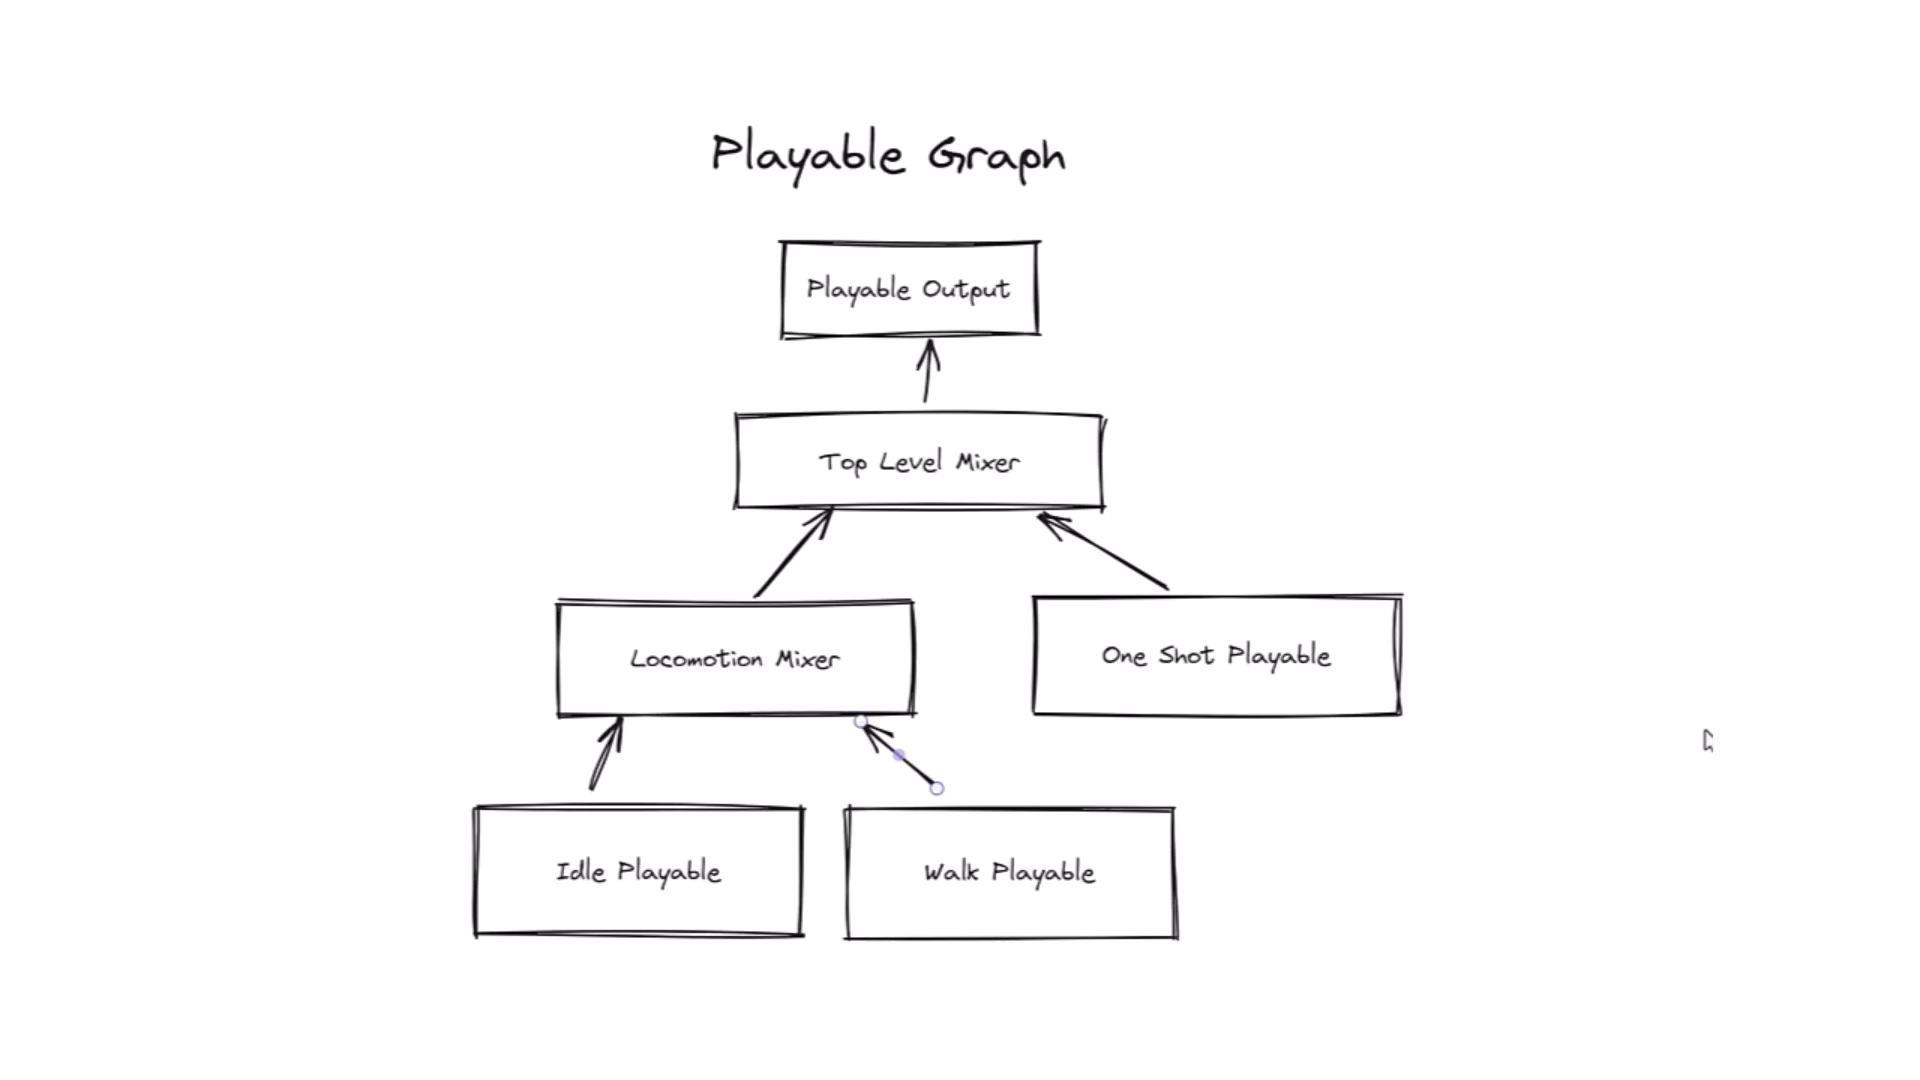 Playable Graph
Playable Output
Top Level Mixer
Locomotion Mixer
One Shot Playable
Idle Playable
Walk Playable